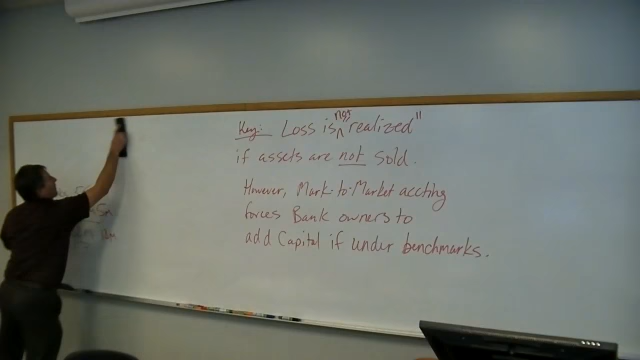 Key: Loss is "realized"
if assets are not sold.
However, Mark-to-Market accting
forces Bank owners to
add Capital if under benchmarks.